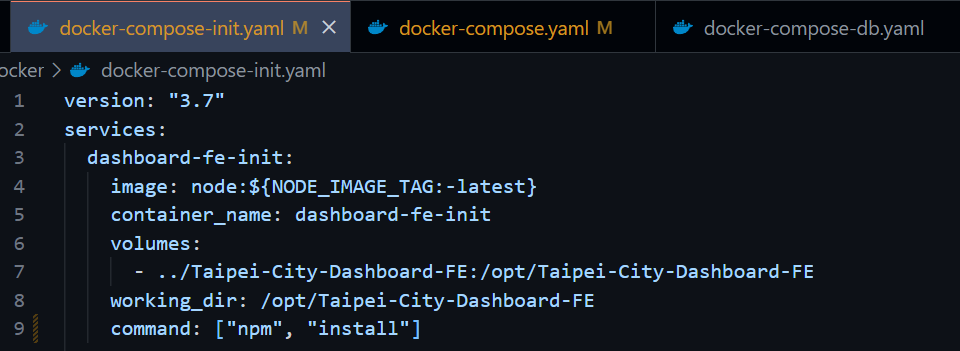 docker-compose-init.yaml M docker-compose.yaml M docker-compose-db.yaml
ocker > docker-compose-init.yaml
1 version: "3.7"
2 services:
3 dashboard-fe-init:
4 image: node:${NODE_IMAGE_TAG:-latest}
5 container_name: dashboard-fe-init
6 volumes:
7 - ../Taipei-City-Dashboard-FE:/opt/Taipei-City-Dashboard-FE
8 working_dir: /opt/Taipei-City-Dashboard-FE
9 command: ["npm", "install"]